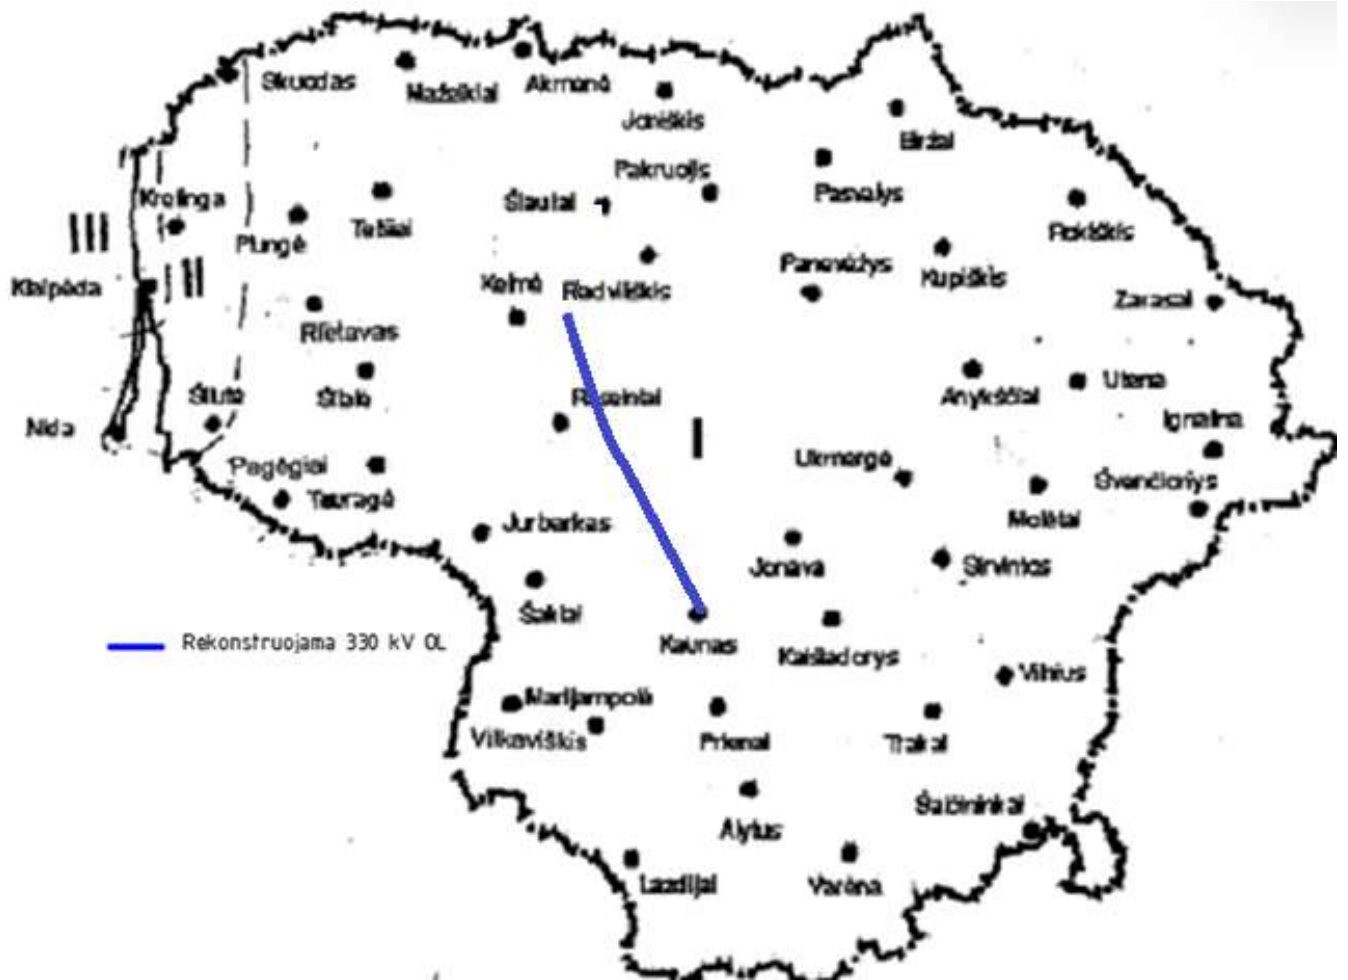 Skuodas
Mažeikiai
Akmenė
Joniškis
Biržai
Pakruojis
Pasvalys
Kretinga
Šiauliai
Rokiškis
III
Plungė
Telšiai
Klaipėda
II
Kelmė
Radviliškis
Panevėžys
Kupiškis
Zarasai
Rietavas
Šilutė
Šilalė
Raseiniai
Anykščiai
Utena
Ignalina
Nida
I
Pagėgiai
Tauragė
Ukmergė
Švenčionys
Jurbarkas
Molėtai
Jonava
Širvintos
Šakiai
Rekonstruojama 330 kV OL
Kaunas
Kaišiadorys
Vilnius
Marijampolė
Vilkaviškis
Prienai
Trakai
Šalčininkai
Alytus
Lazdijai
Varėna